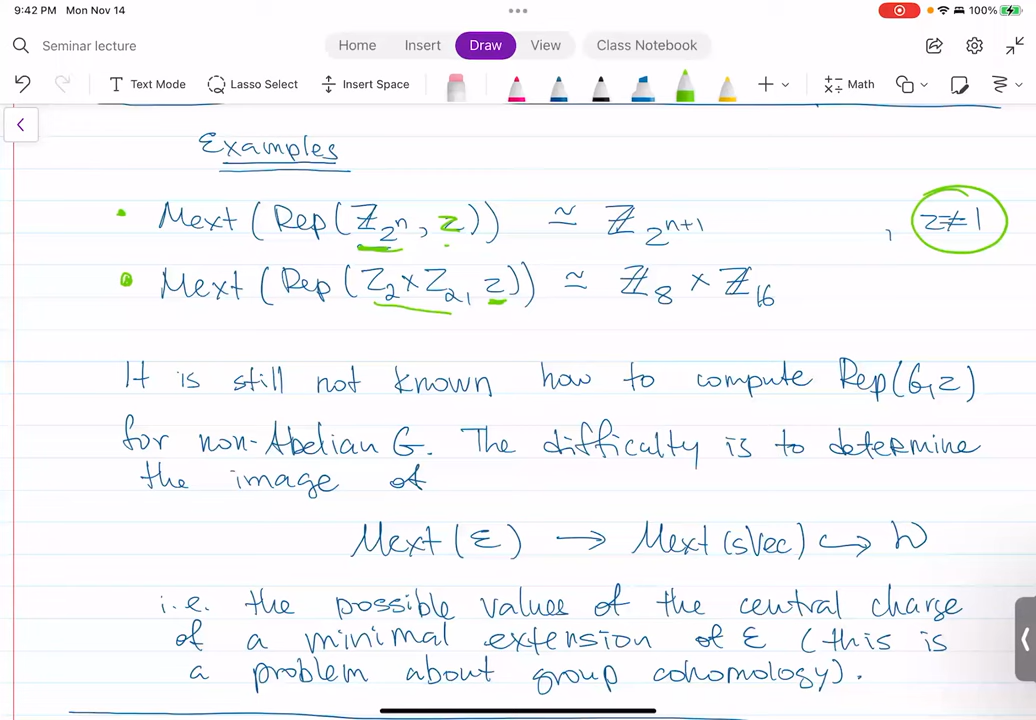 9:42 PM Mon Nov 14
100%
Seminar lecture
Home Insert Draw View Class Notebook
Text Mode Lasso Select Insert Space Math
Examples
• Mext (Rep(ℤ_{2^n}, z)) ≃ ℤ_{2^{n+1}} , z≠1
• Mext (Rep(ℤ_2×ℤ_2, z)) ≃ ℤ_8 × ℤ_16
It is still not known how to compute Rep(G,z)
for non-Abelian G. The difficulty is to determine
the image of
Mext(ℰ) → Mext(sVec) ↪ W
i.e. the possible values of the central charge
of a minimal extension of ℰ (this is
a problem about group cohomology).